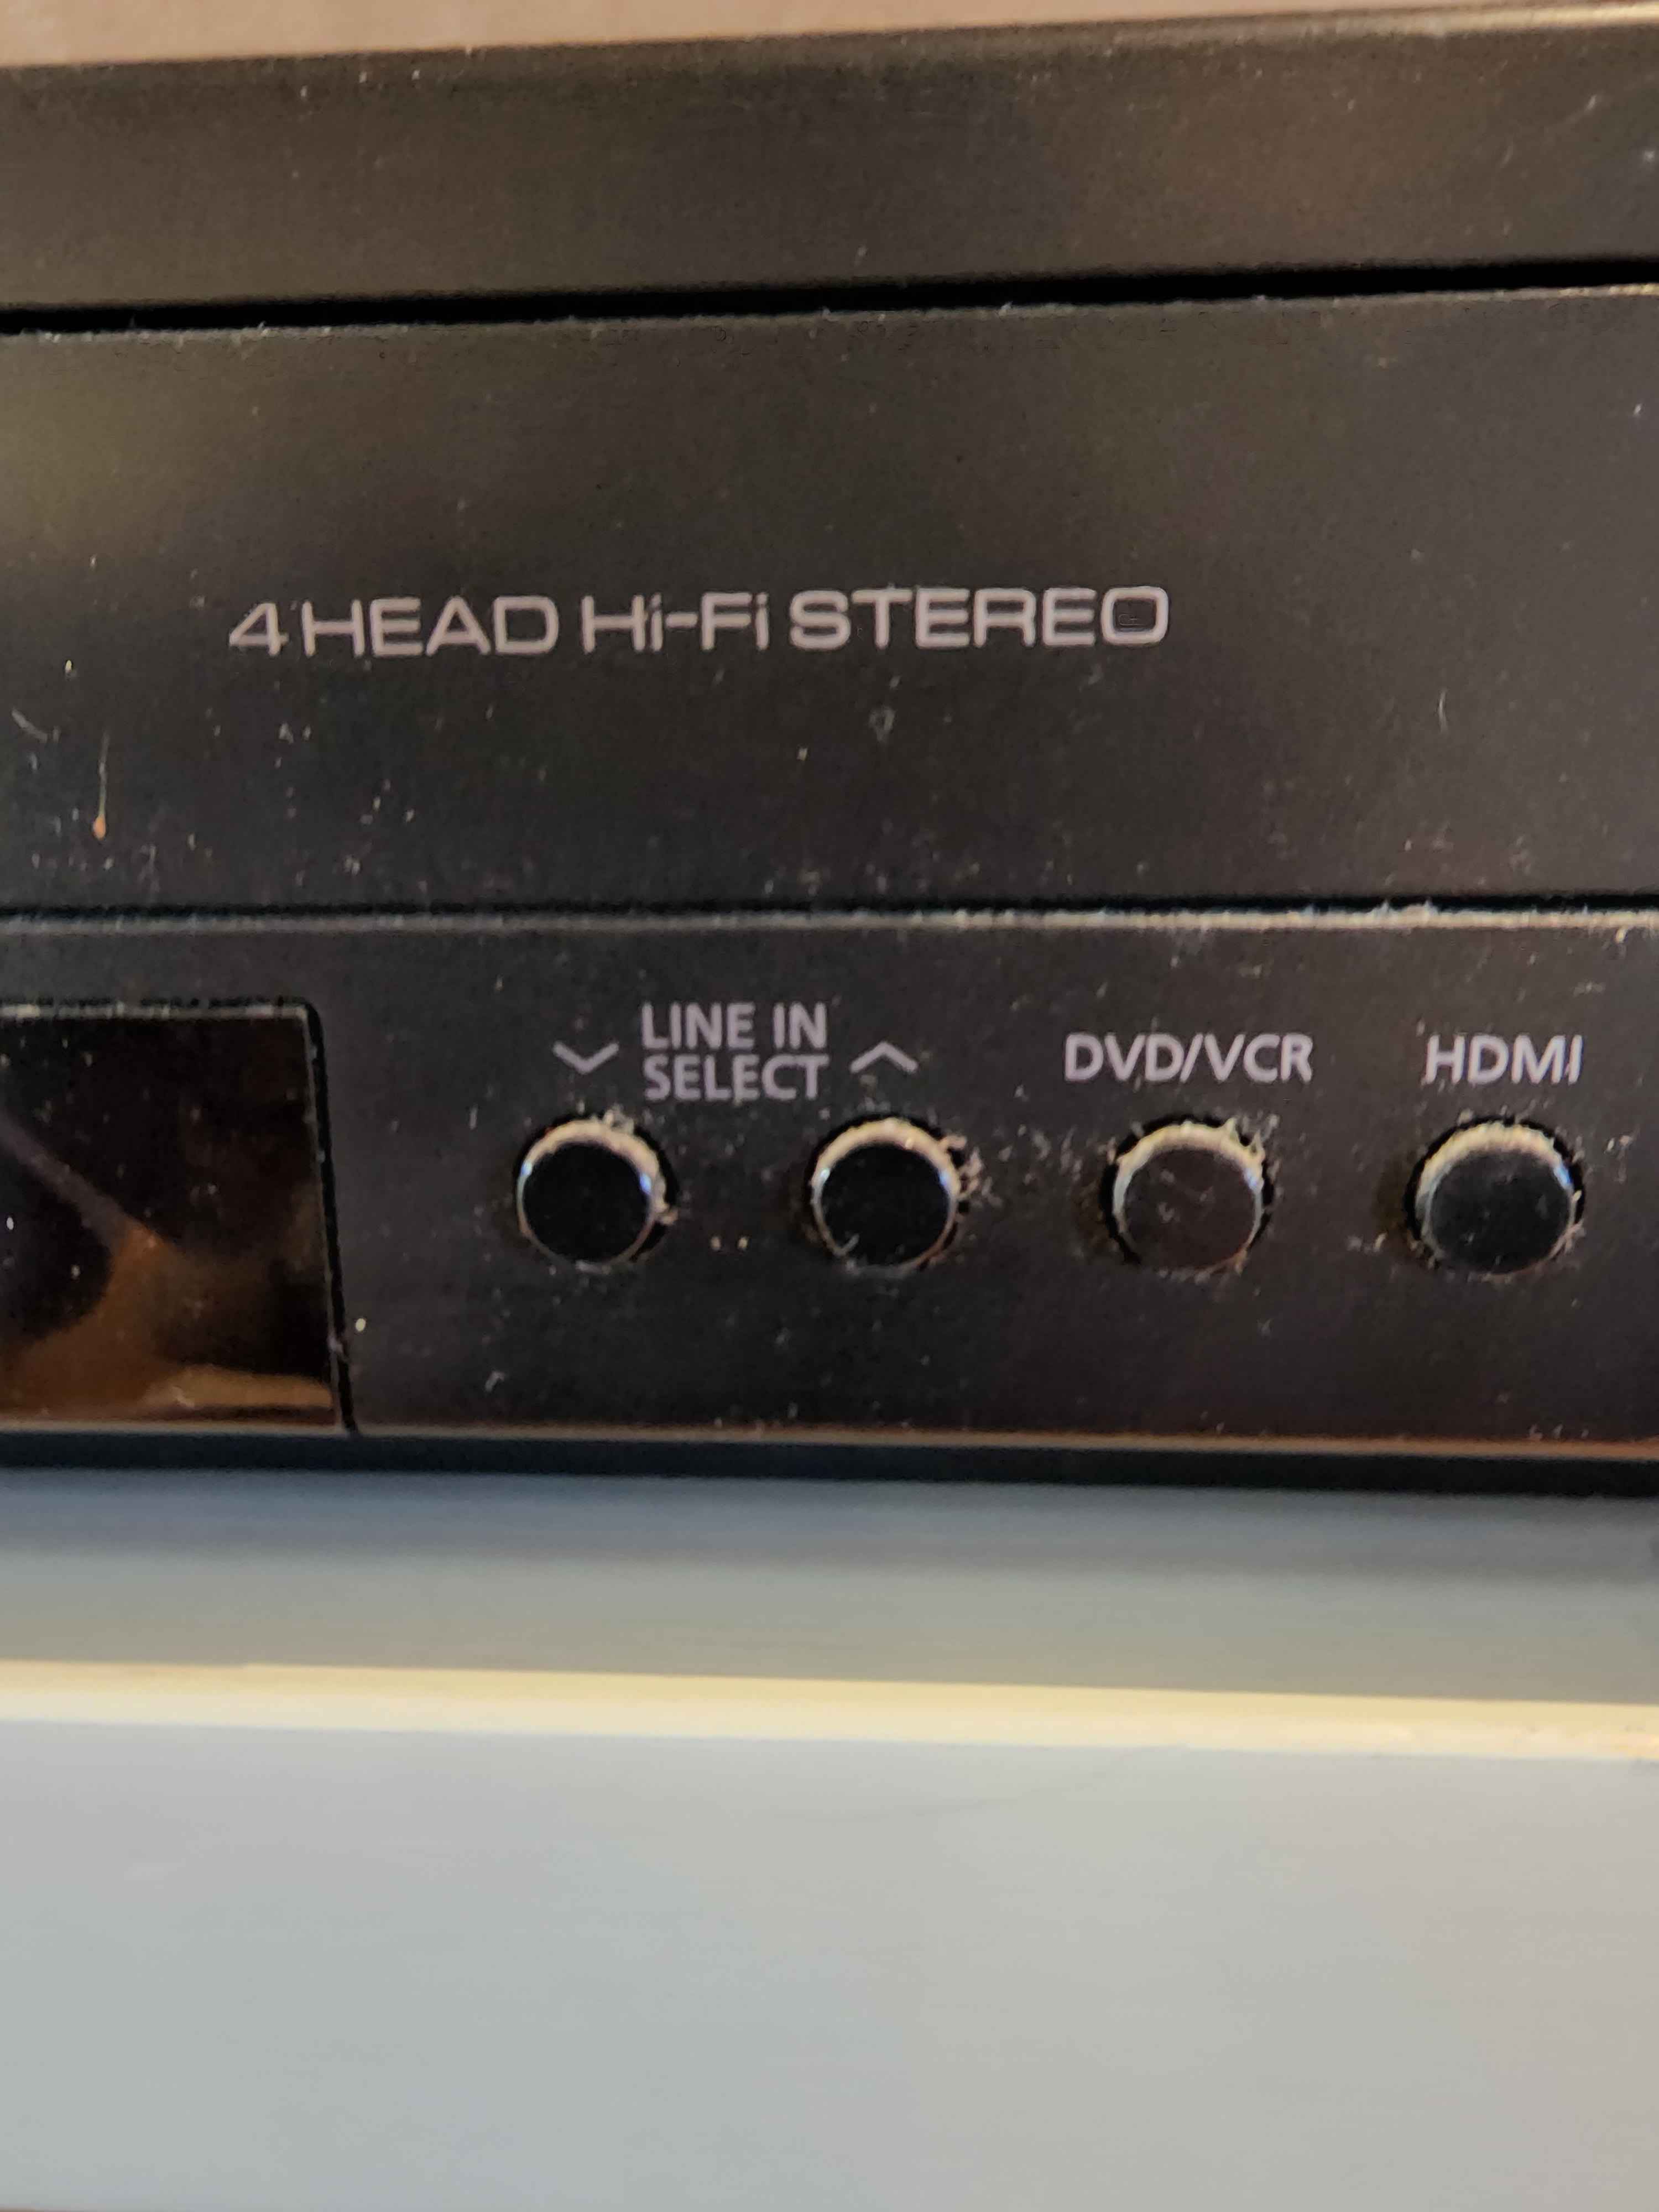 4 HEAD Hi-Fi STEREO
LINE IN
SELECT
DVD/VCR
HDMI